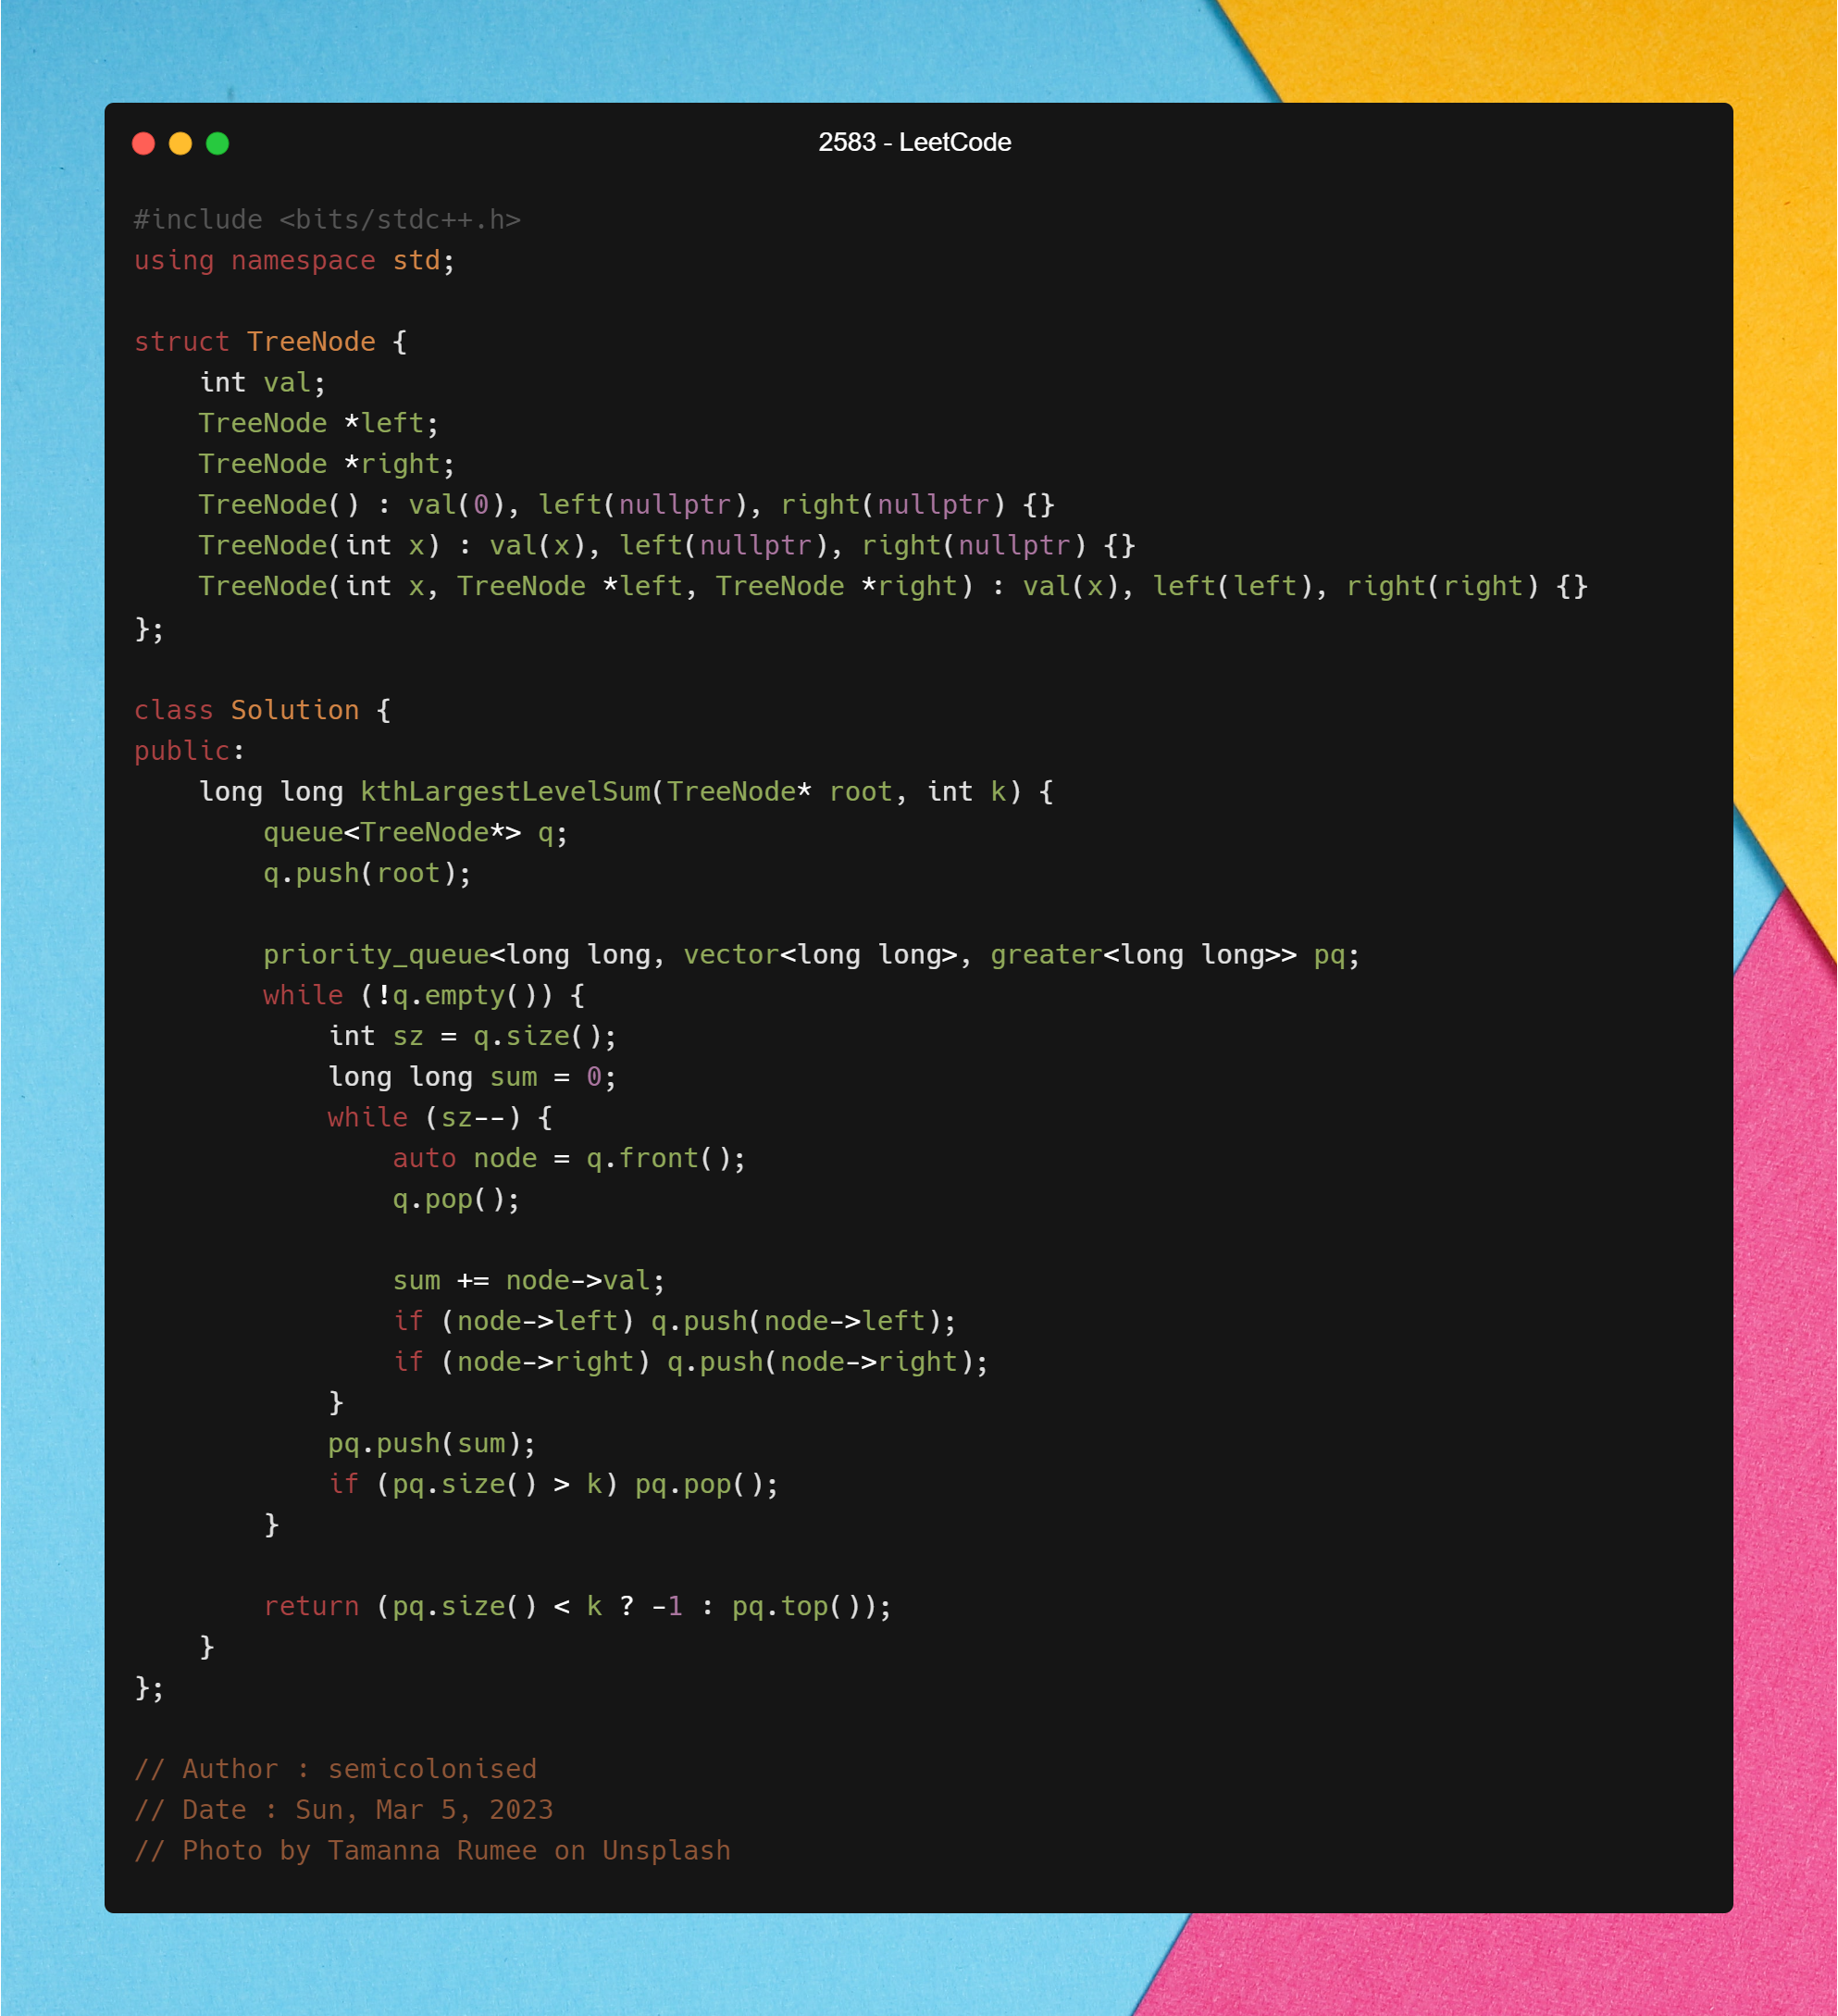 2583 - LeetCode
#include <bits/stdc++.h>
using namespace std;
struct TreeNode {
    int val;
    TreeNode *left;
    TreeNode *right;
    TreeNode() : val(0), left(nullptr), right(nullptr) {}
    TreeNode(int x) : val(x), left(nullptr), right(nullptr) {}
    TreeNode(int x, TreeNode *left, TreeNode *right) : val(x), left(left), right(right) {}
};
class Solution {
public:
    long long kthLargestLevelSum(TreeNode* root, int k) {
        queue<TreeNode*> q;
        q.push(root);
        priority_queue<long long, vector<long long>, greater<long long>> pq;
        while (!q.empty()) {
            int sz = q.size();
            long long sum = 0;
            while (sz--) {
                auto node = q.front();
                q.pop();
                sum += node->val;
                if (node->left) q.push(node->left);
                if (node->right) q.push(node->right);
            }
            pq.push(sum);
            if (pq.size() > k) pq.pop();
        }
        return (pq.size() < k ? -1 : pq.top());
    }
};
// Author : semicolonised
// Date : Sun, Mar 5, 2023
// Photo by Tamanna Rumee on Unsplash